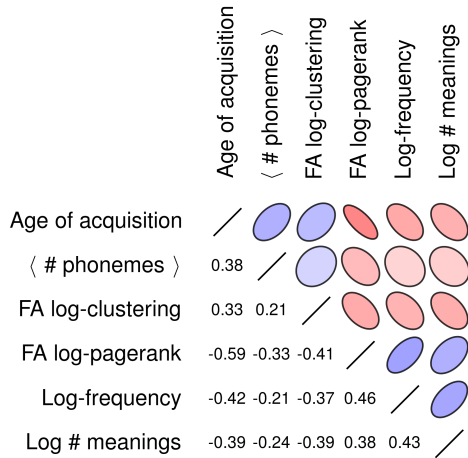 Age of acquisition
⟨ # phonemes ⟩
FA log-clustering
FA log-pagerank
Log-frequency
Log # meanings
Age of acquisition
⟨ # phonemes ⟩ 0.38
FA log-clustering 0.33 0.21
FA log-pagerank -0.59 -0.33 -0.41
Log-frequency -0.42 -0.21 -0.37 0.46
Log # meanings -0.39 -0.24 -0.39 0.38 0.43